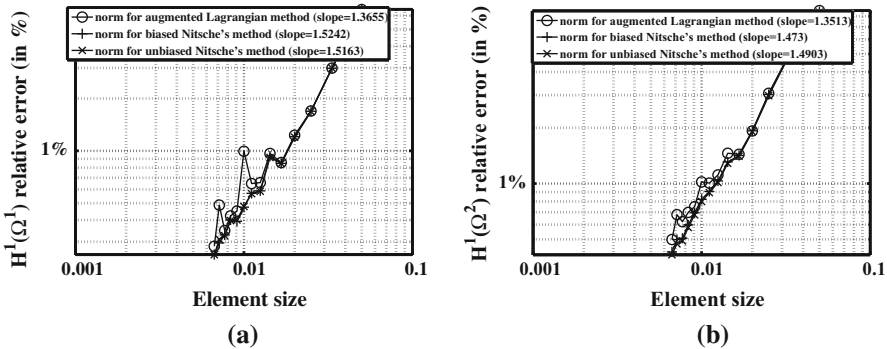 norm for augmented Lagrangian method (slope=1.3655)
norm for biased Nitsche's method (slope=1.5242)
norm for unbiased Nitsche's method (slope=1.5163)
H¹(Ω¹) relative error (in %)
1%
0.001
0.01
0.1
Element size
(a)
norm for augmented Lagrangian method (slope=1.3513)
norm for biased Nitsche's method (slope=1.473)
norm for unbiased Nitsche's method (slope=1.4903)
H¹(Ω²) relative error (in %)
1%
0.001
0.01
0.1
Element size
(b)